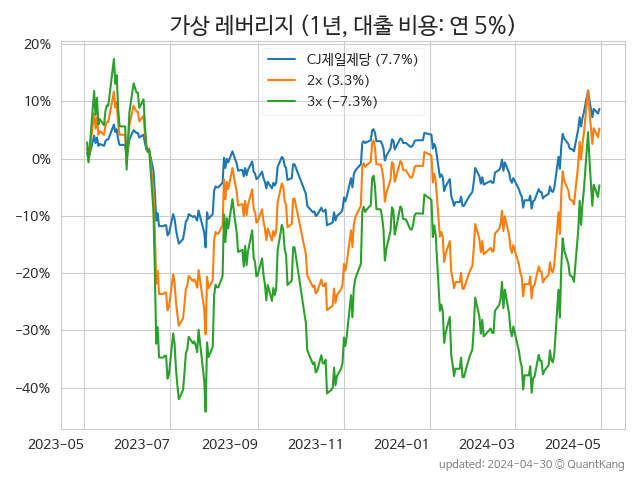 가상 레버리지 (1년, 대출 비용: 연 5%)
CJ제일제당 (7.7%)
2x (3.3%)
3x (−7.3%)
20%
10%
0%
−10%
−20%
−30%
−40%
2023-05
2023-07
2023-09
2023-11
2024-01
2024-03
2024-05
updated: 2024-04-30 © QuantKang